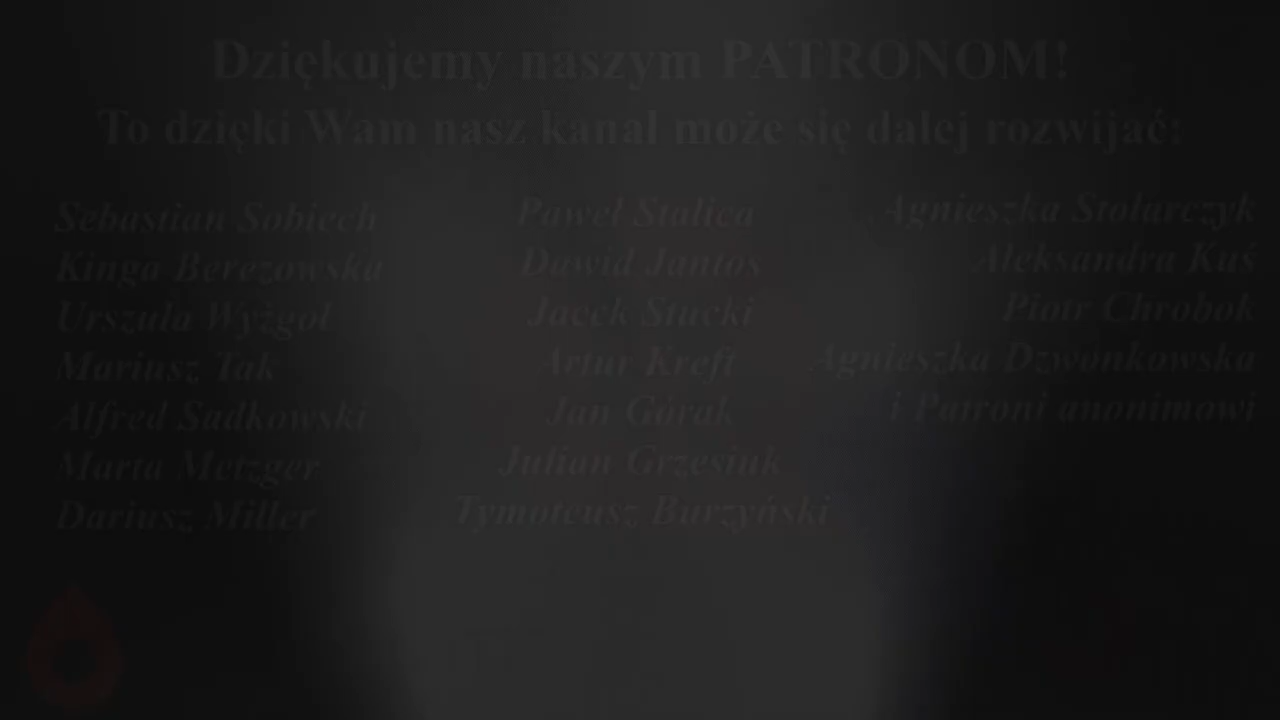 Dziękujemy naszym PATRONOM!
To dzięki Wam nasz kanał może się dalej rozwijać:
Sebastian Sobiech
Kinga Berezowska
Urszula Wyżgoł
Mariusz Tak
Alfred Sadkowski
Marta Metzger
Dariusz Miller
Paweł Stalica
Dawid Jantos
Jacek Stucki
Artur Kreft
Jan Górak
Julian Grzesiuk
Tymoteusz Burzyński
Agnieszka Stolarczyk
Aleksandra Kuś
Piotr Chrobok
Agnieszka Dzwonkowska
i Patroni anonimowi